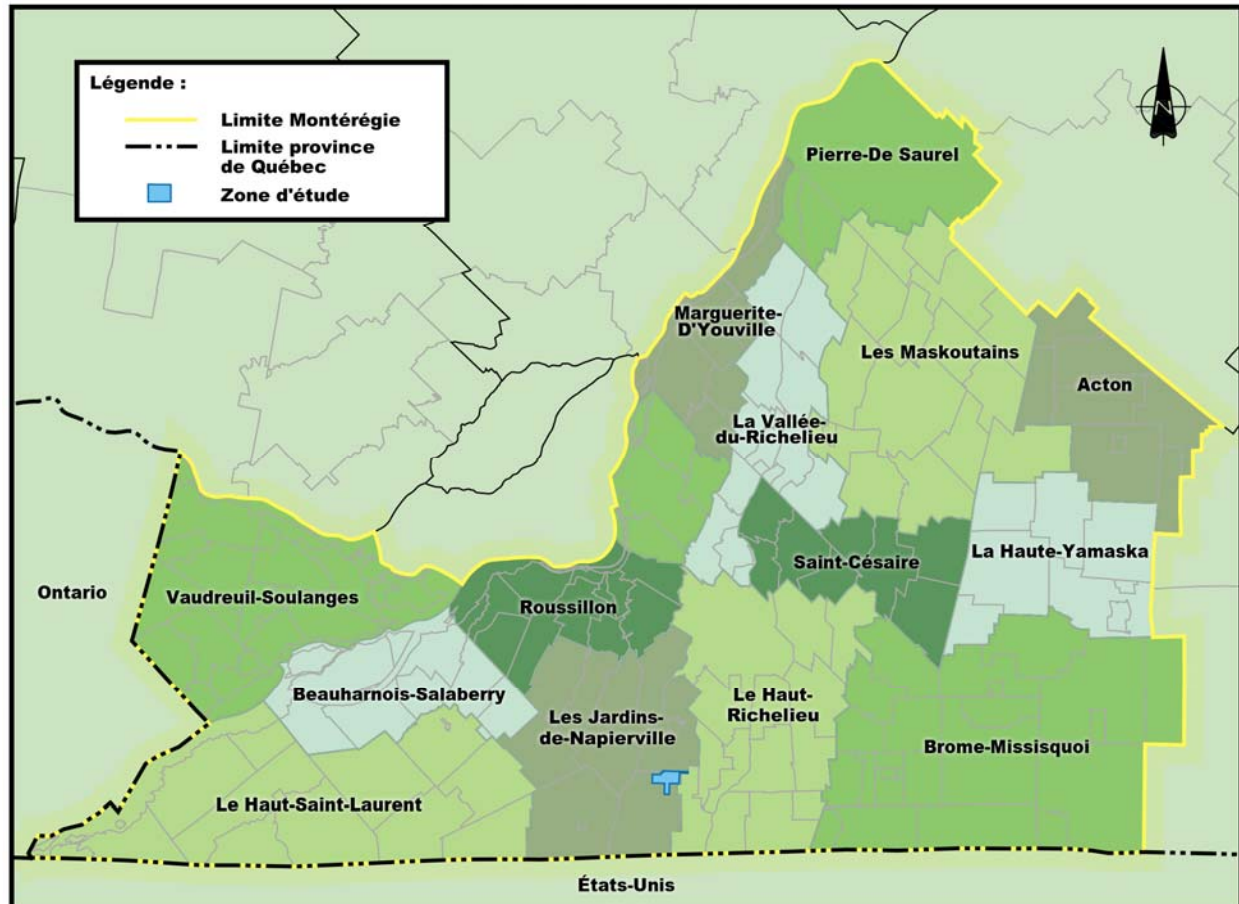 Légende :
Limite Montérégie
Limite province
de Québec
Zone d'étude
N
Pierre-De Saurel
Marguerite-
D'Youville
Les Maskoutains
Acton
La Vallée-
du-Richelieu
Saint-Césaire
La Haute-Yamaska
Ontario
Vaudreuil-Soulanges
Roussillon
Beauharnois-Salaberry
Les Jardins-
de-Napierville
Le Haut-
Richelieu
Brome-Missisquoi
Le Haut-Saint-Laurent
États-Unis